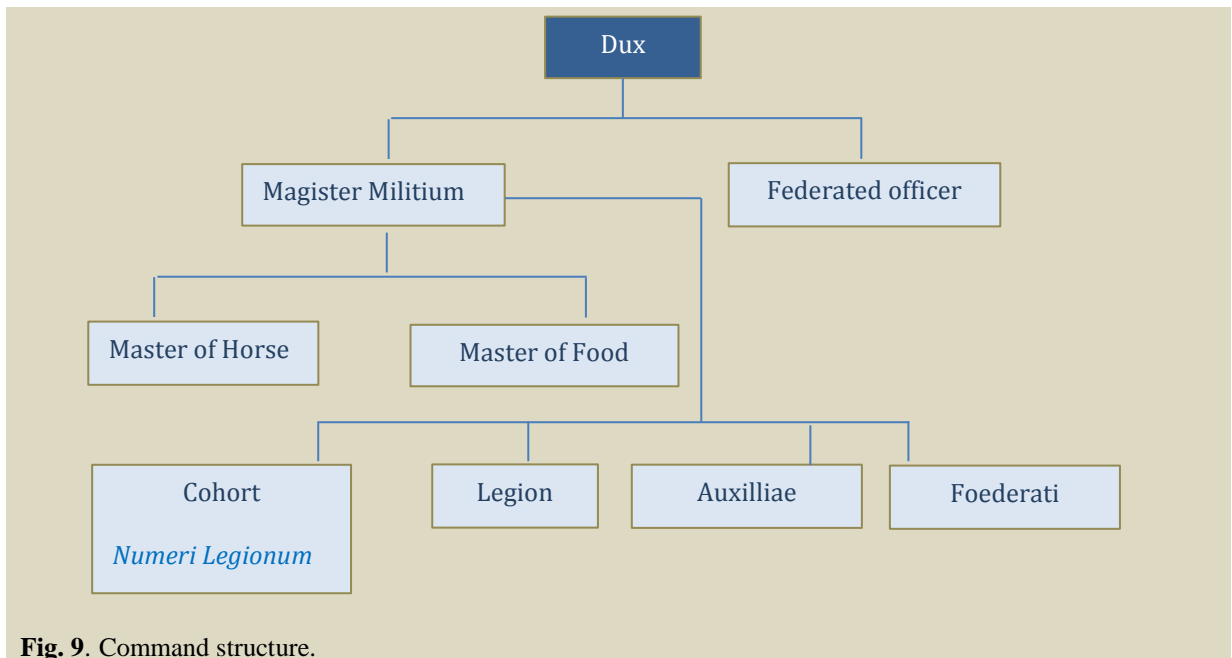 Dux
Magister Militium
Federated officer
Master of Horse
Master of Food
Cohort
Numeri Legionum
Legion
Auxilliae
Foederati
Fig. 9. Command structure.